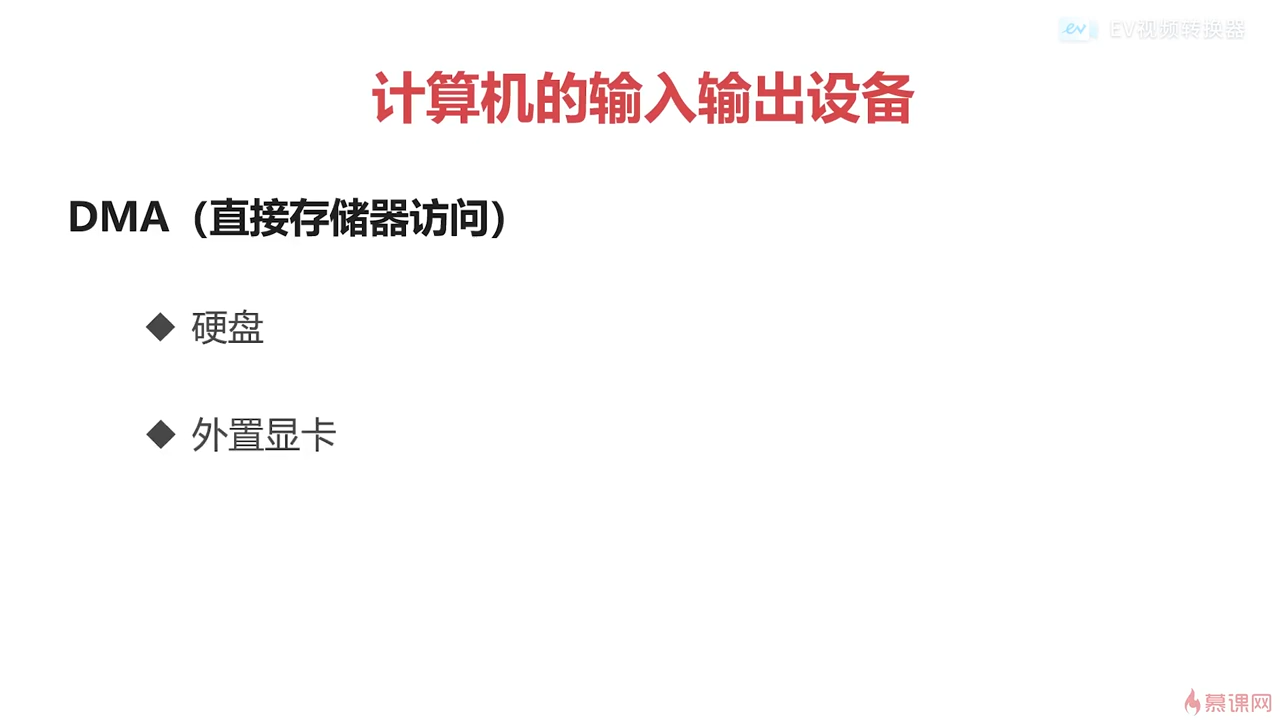 EV视频转换器
计算机的输入输出设备
DMA（直接存储器访问）
◆ 硬盘
◆ 外置显卡
慕课网